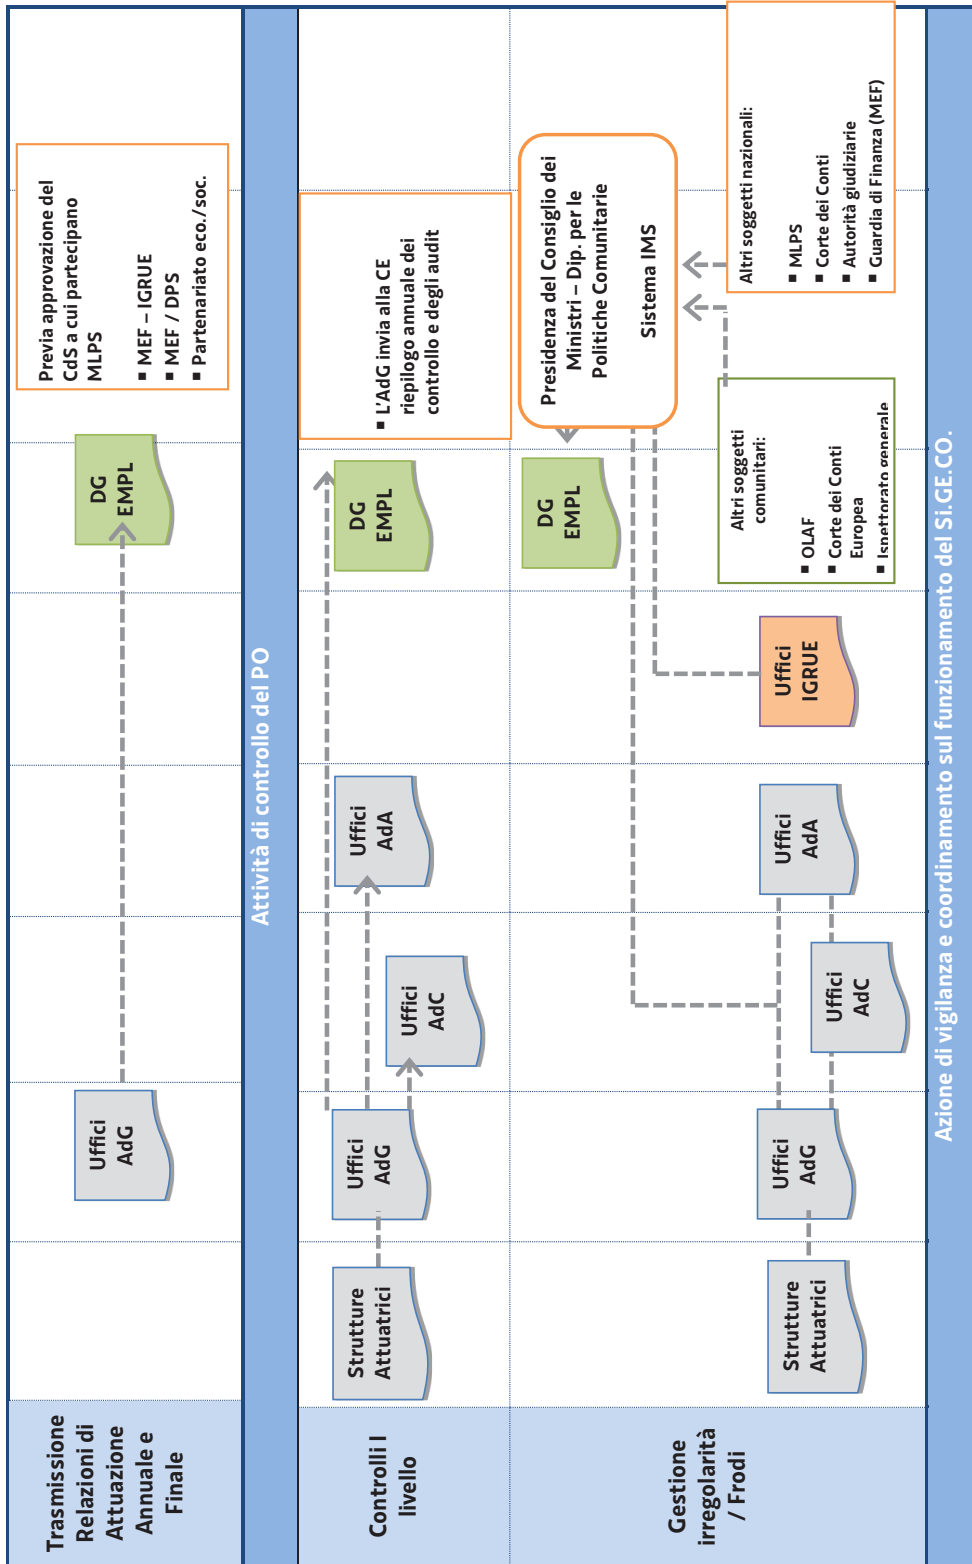 Trasmissione
Relazioni di
Attuazione
Annuale e
Finale
Uffici
AdG
DG
EMPL
Previa approvazione del
CdS a cui partecipano
MLPS
▪ MEF – IGRUE
▪ MEF / DPS
▪ Partenariato eco./soc.
Attività di controllo del PO
Controlli I
livello
Strutture
Attuatrici
Uffici
AdG
Uffici
AdC
Uffici
AdA
DG
EMPL
▪ L'AdG invia alla CE
riepilogo annuale dei
controllo e degli audit
Gestione
irregolarità
/ Frodi
Strutture
Attuatrici
Uffici
AdG
Uffici
AdC
Uffici
AdA
Uffici
IGRUE
DG
EMPL
Presidenza del Consiglio dei
Ministri – Dip. per le
Politiche Comunitarie
Sistema IMS
Altri soggetti
comunitari:
▪ OLAF
▪ Corte dei Conti
Europea
▪ Ispettorato generale
Altri soggetti nazionali:
▪ MLPS
▪ Corte dei Conti
▪ Autorità giudiziarie
▪ Guardia di Finanza (MEF)
Azione di vigilanza e coordinamento sul funzionamento del Si.GE.CO.